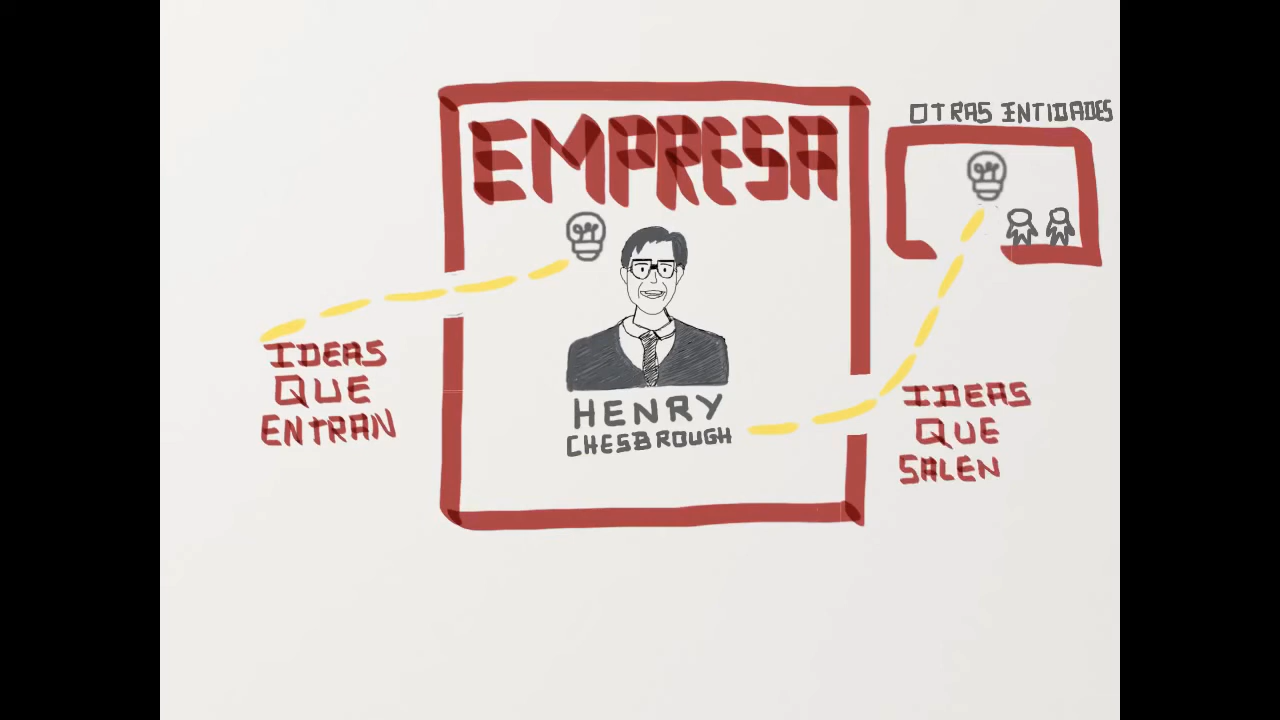 EMPRESA
OTRAS INTIDADES
IDEAS
QUE
ENTRAN
HENRY
CHESBROUGH
IDEAS
QUE
SALEN